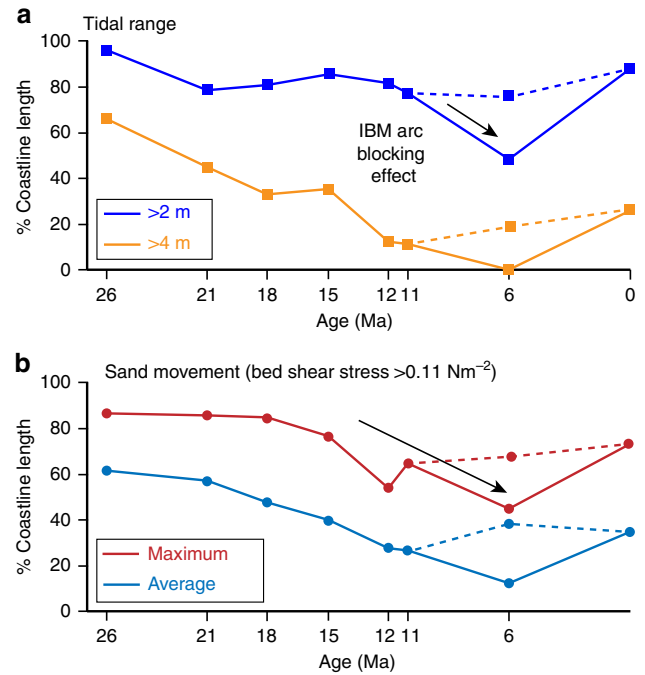 a
Tidal range
100
80
60
40
20
0
% Coastline length
IBM arc
blocking
effect
>2 m
>4 m
26 21 18 15 12 11 6 0
Age (Ma)
b
Sand movement (bed shear stress >0.11 Nm⁻²)
100
80
60
40
20
0
% Coastline length
Maximum
Average
26 21 18 15 12 11 6
Age (Ma)